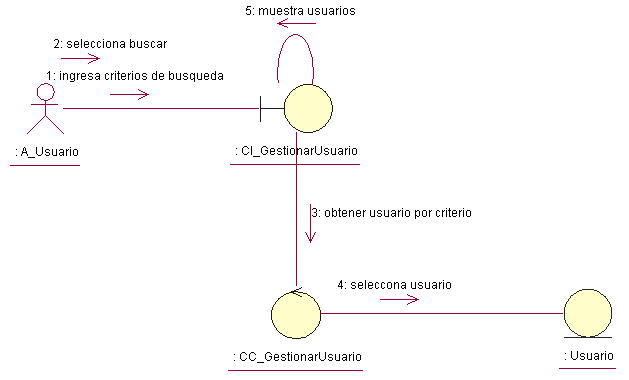 5: muestra usuarios
2: selecciona buscar
1: ingresa criterios de busqueda
: A_Usuario
: CI_GestionarUsuario
3: obtener usuario por criterio
4: seleccona usuario
: CC_GestionarUsuario
: Usuario